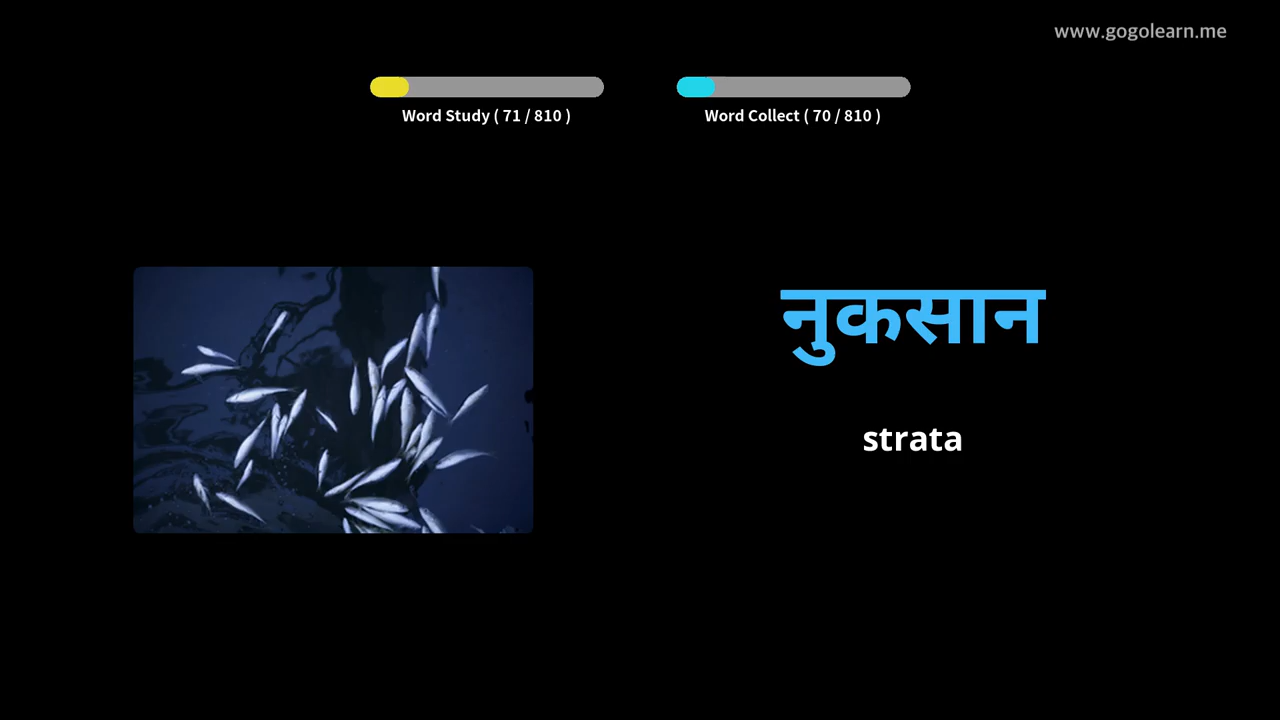 www.gogolearn.me
Word Study ( 71 / 810 )
Word Collect ( 70 / 810 )
नुकसान
strata